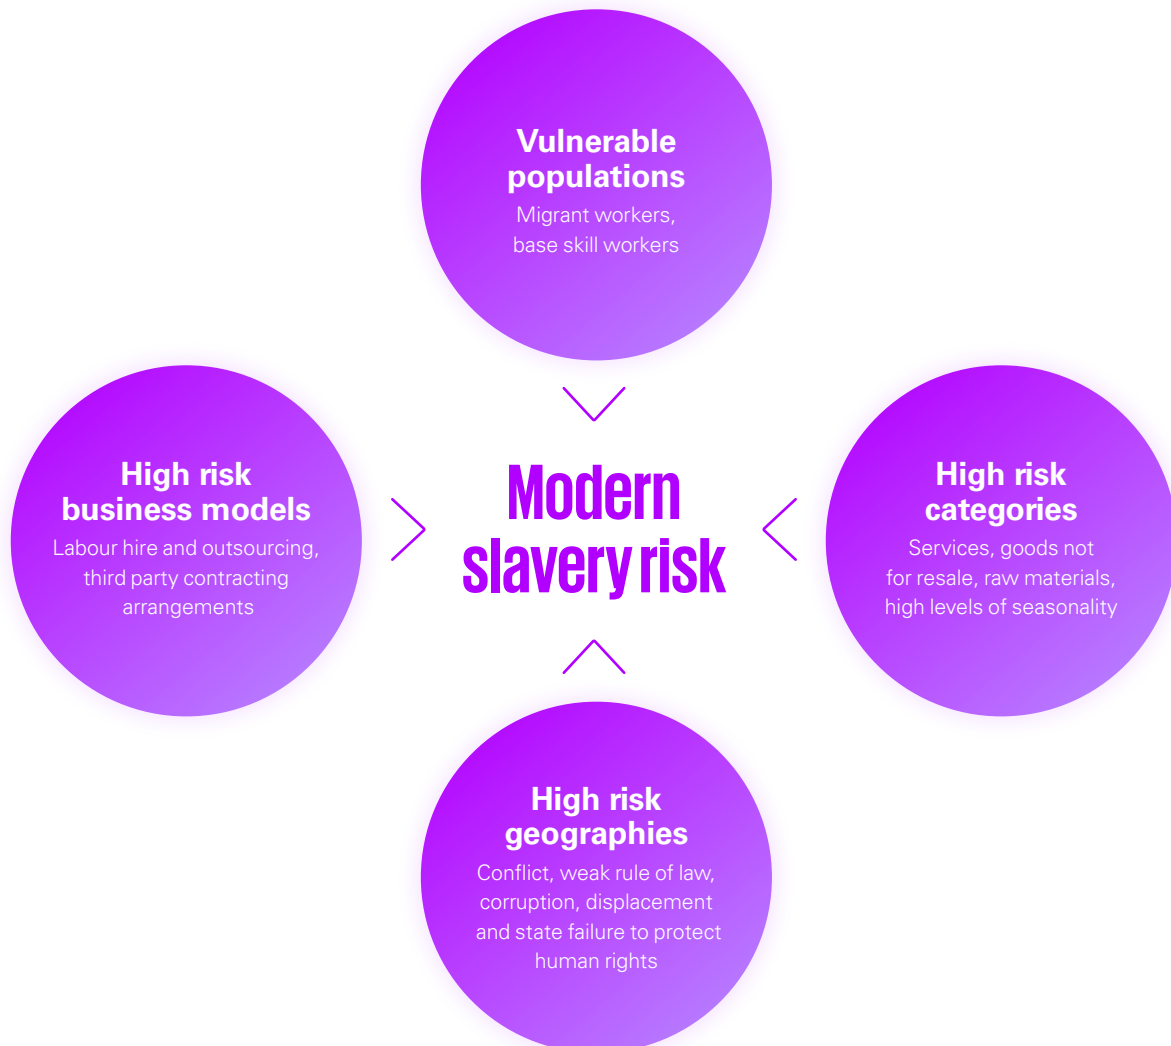 Vulnerable
populations
Migrant workers,
base skill workers
High risk
business models
Labour hire and outsourcing,
third party contracting
arrangements
Modern
slavery risk
High risk
categories
Services, goods not
for resale, raw materials,
high levels of seasonality
High risk
geographies
Conflict, weak rule of law,
corruption, displacement
and state failure to protect
human rights